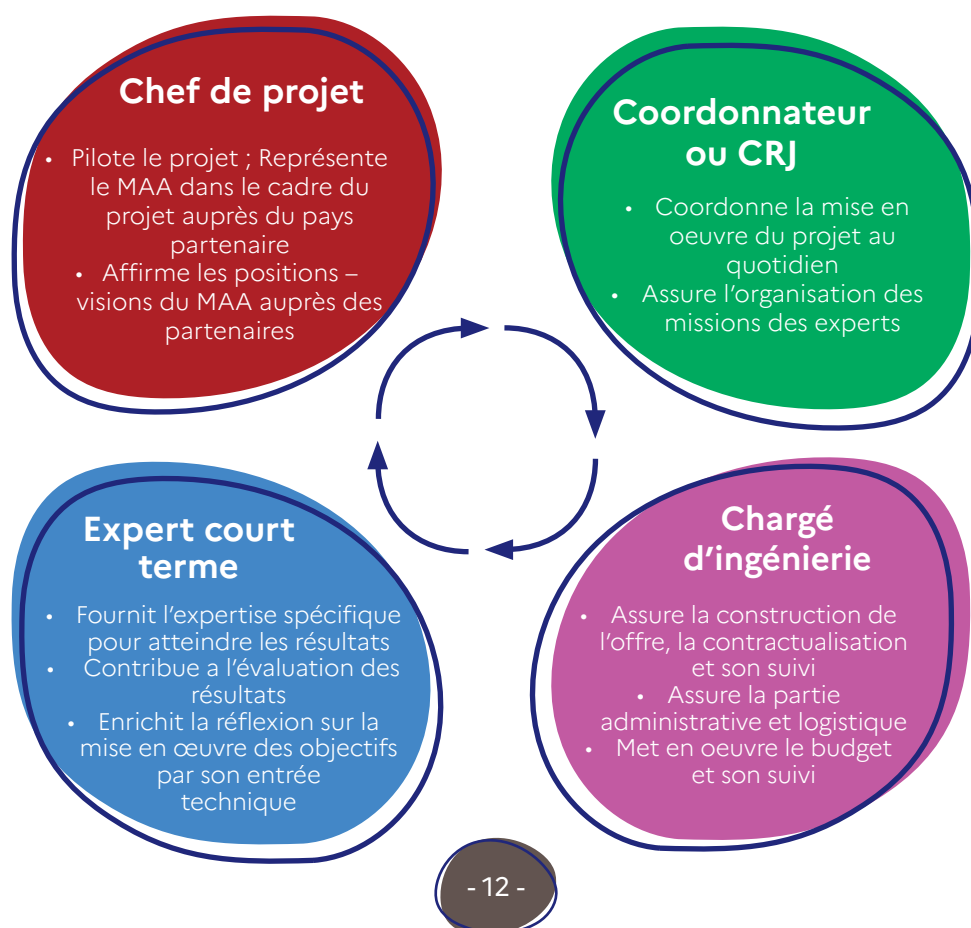 Chef de projet
• Pilote le projet ; Représente
le MAA dans le cadre du
projet auprès du pays
partenaire
• Affirme les positions –
visions du MAA auprès des
partenaires
Coordonnateur
ou CRJ
• Coordonne la mise en
oeuvre du projet au
quotidien
• Assure l'organisation des
missions des experts
Expert court
terme
• Fournit l'expertise spécifique
pour atteindre les résultats
• Contribue a l'évaluation des
résultats
• Enrichit la réflexion sur la
mise en œuvre des objectifs
par son entrée
technique
Chargé
d'ingénierie
• Assure la construction de
l'offre, la contractualisation
et son suivi
• Assure la partie
administrative et logistique
• Met en oeuvre le budget
et son suivi
- 12 -